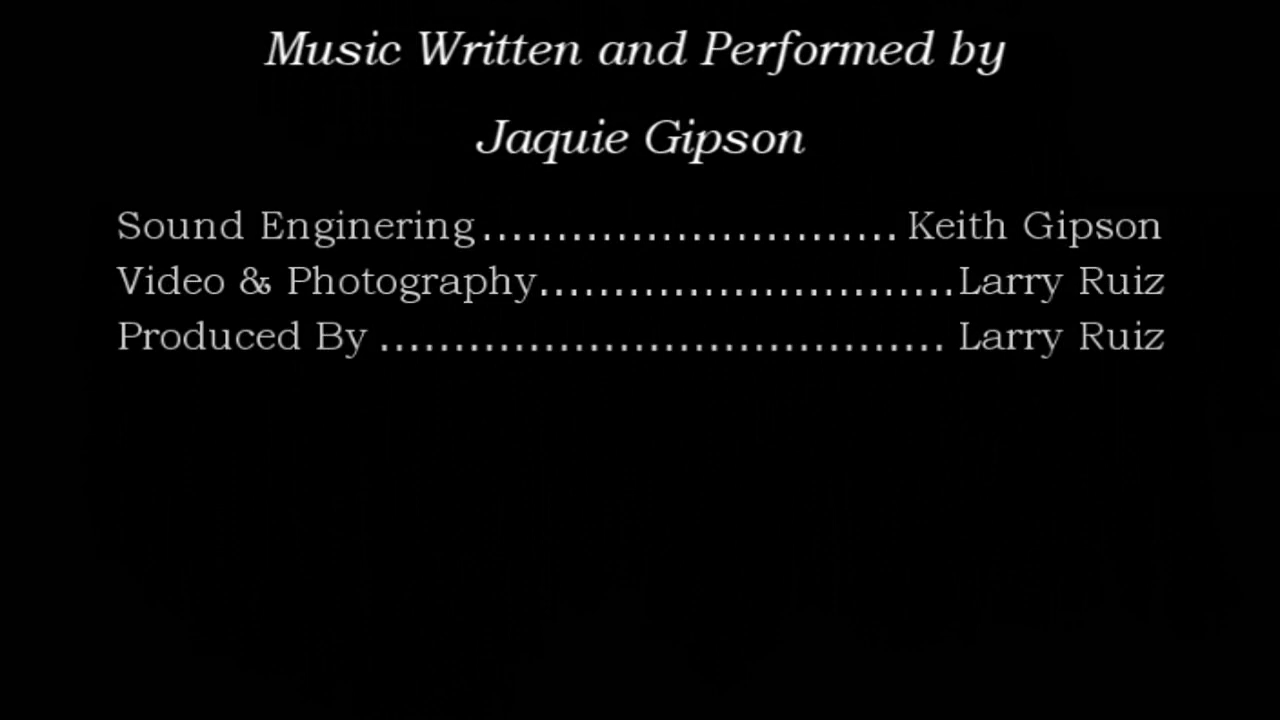 Music Written and Performed by
Jaquie Gipson
Sound Enginering............................ Keith Gipson
Video & Photography............................Larry Ruiz
Produced By ...................................... Larry Ruiz